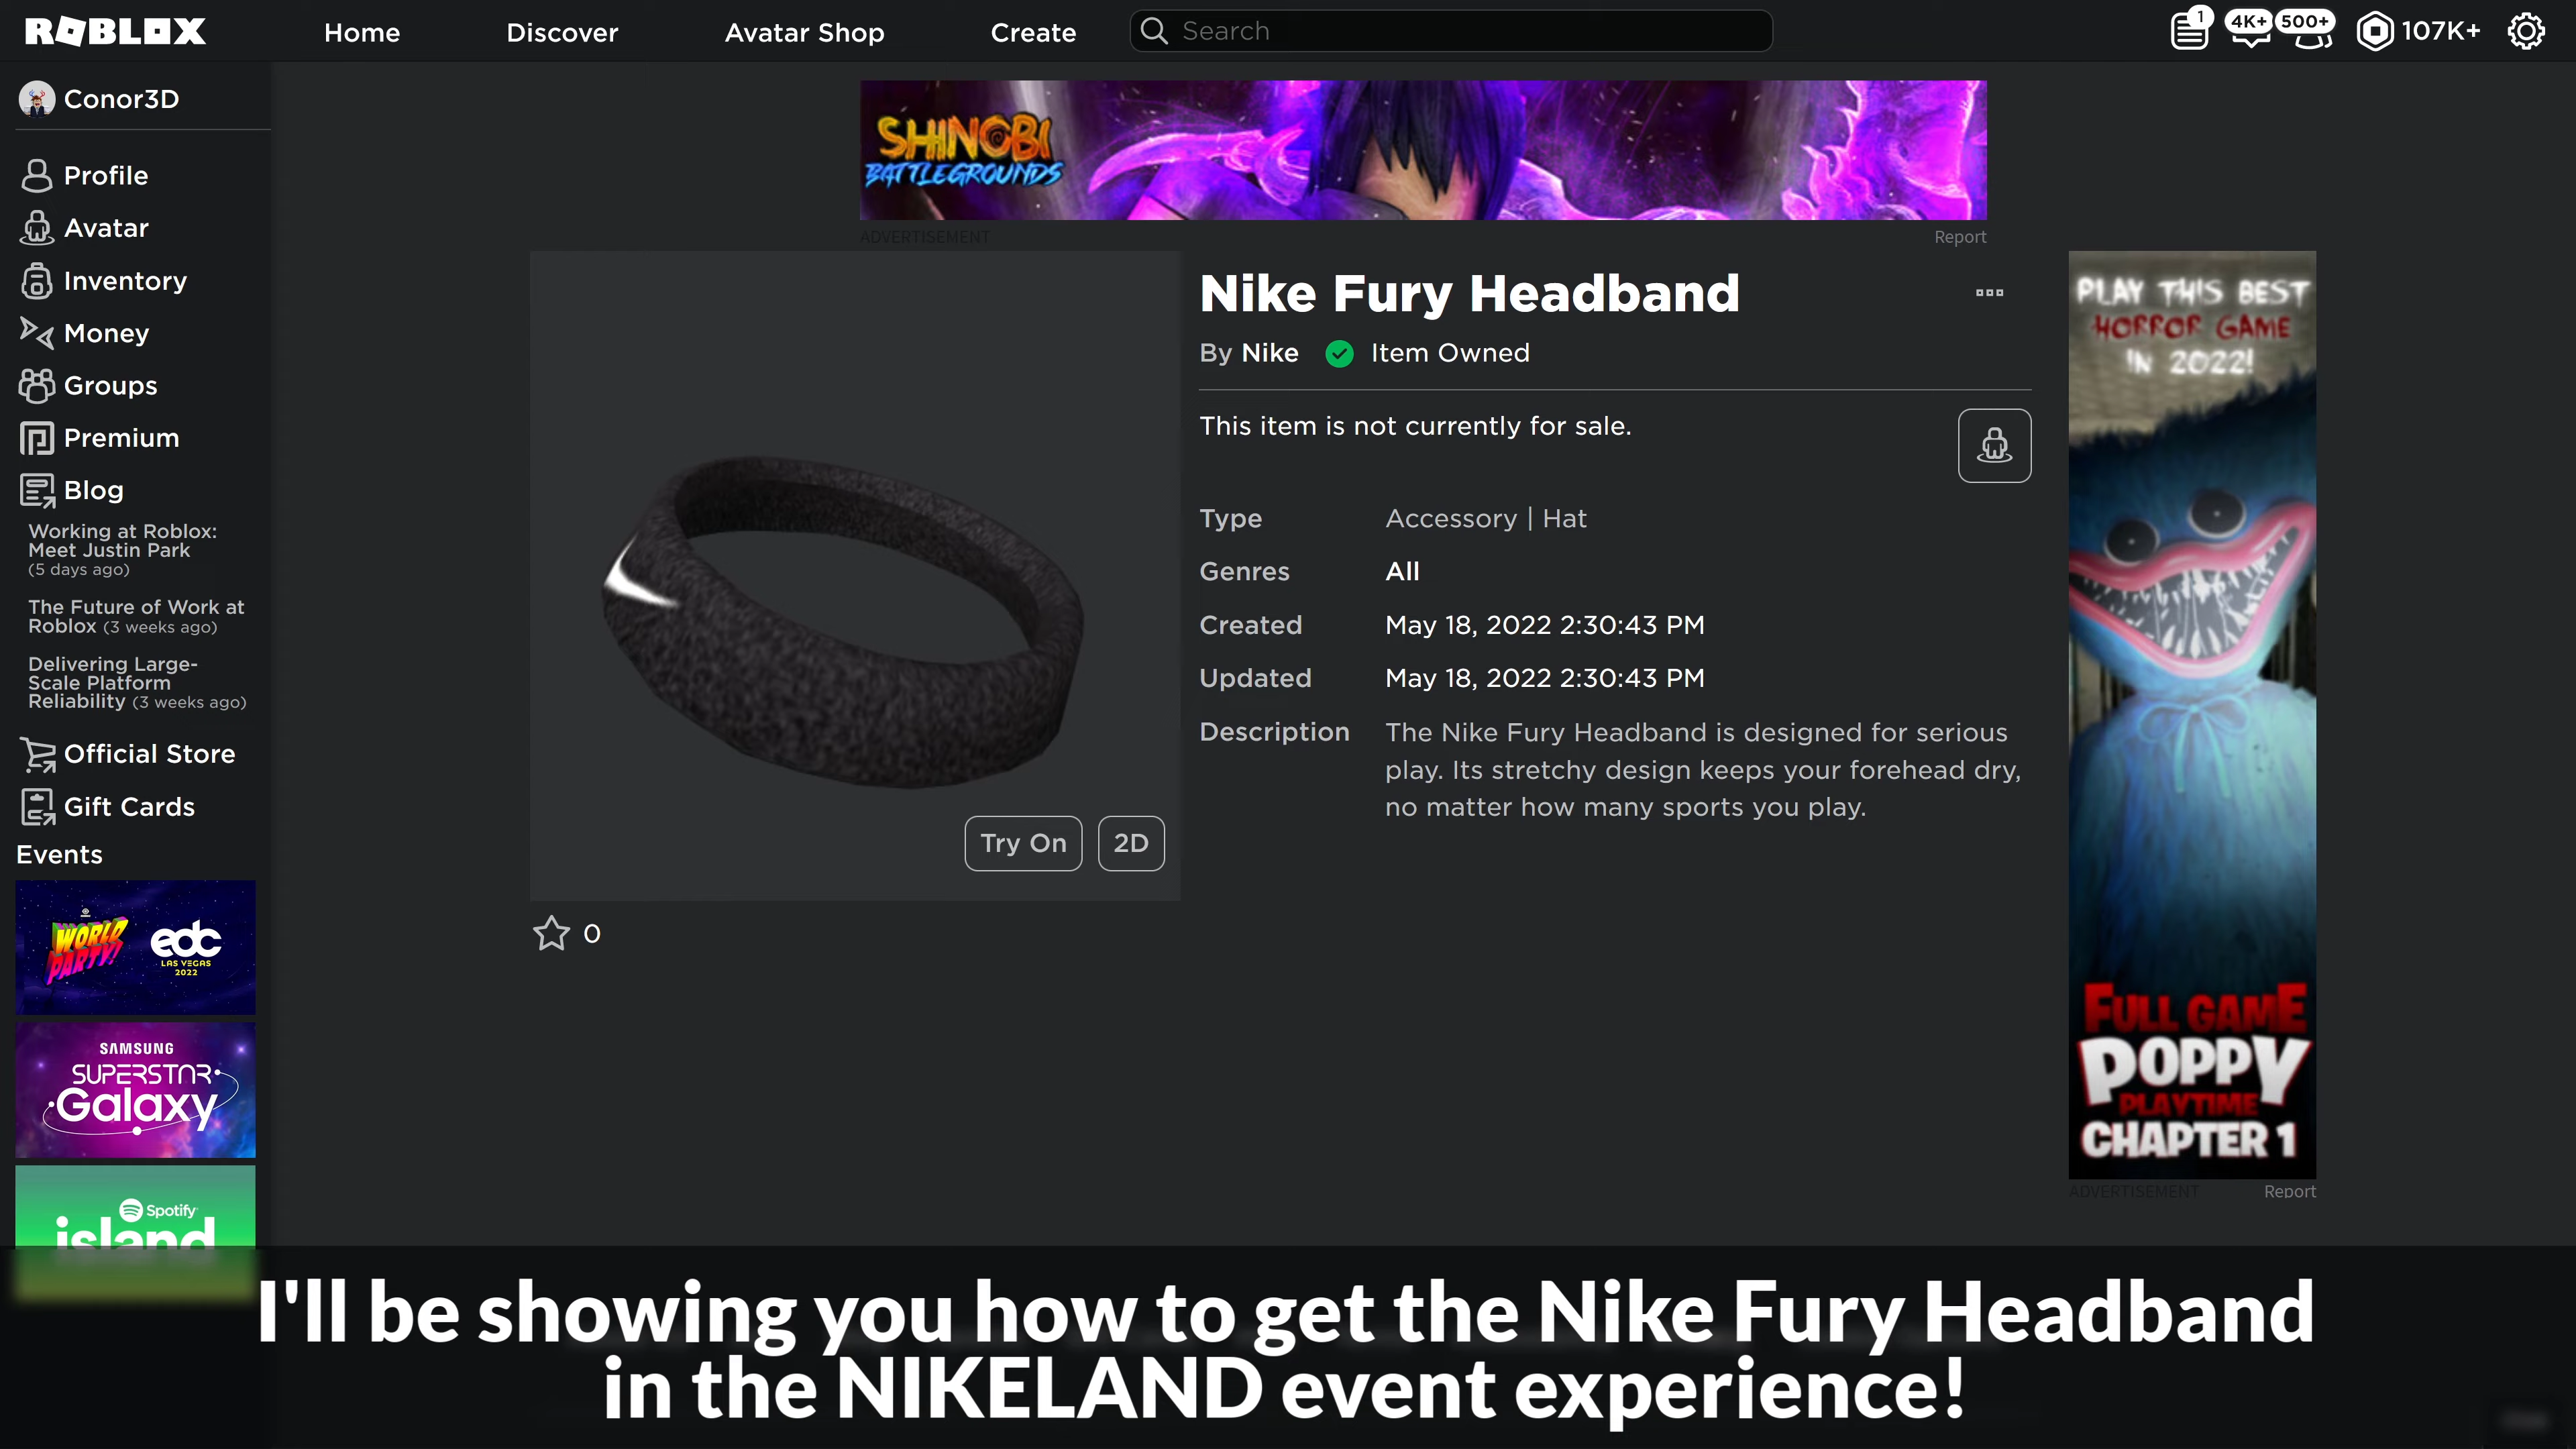 ROBLOX
Home
Discover
Avatar Shop
Create
Search
1
4K+
500+
107K+
Conor3D
Profile
Avatar
Inventory
Money
Groups
Premium
Blog
Working at Roblox:
Meet Justin Park
(5 days ago)
The Future of Work at
Roblox (3 weeks ago)
Delivering Large-
Scale Platform
Reliability (3 weeks ago)
Official Store
Gift Cards
Events
WORLD
PARTY!
edc
LAS VEGAS
2022
SAMSUNG
SUPERSTAR
Galaxy
Spotify
island
SHINOBI
BATTLEGROUNDS
ADVERTISEMENT
Report
Try On
2D
0
Nike Fury Headband
By Nike
Item Owned
This item is not currently for sale.
Type
Accessory | Hat
Genres
All
Created
May 18, 2022 2:30:43 PM
Updated
May 18, 2022 2:30:43 PM
Description
The Nike Fury Headband is designed for serious
play. Its stretchy design keeps your forehead dry,
no matter how many sports you play.
PLAY THIS BEST
HORROR GAME
IN 2022!
FULL GAME
POPPY
PLAYTIME
CHAPTER 1
ADVERTISEMENT
Report
I'll be showing you how to get the Nike Fury Headband
in the NIKELAND event experience!